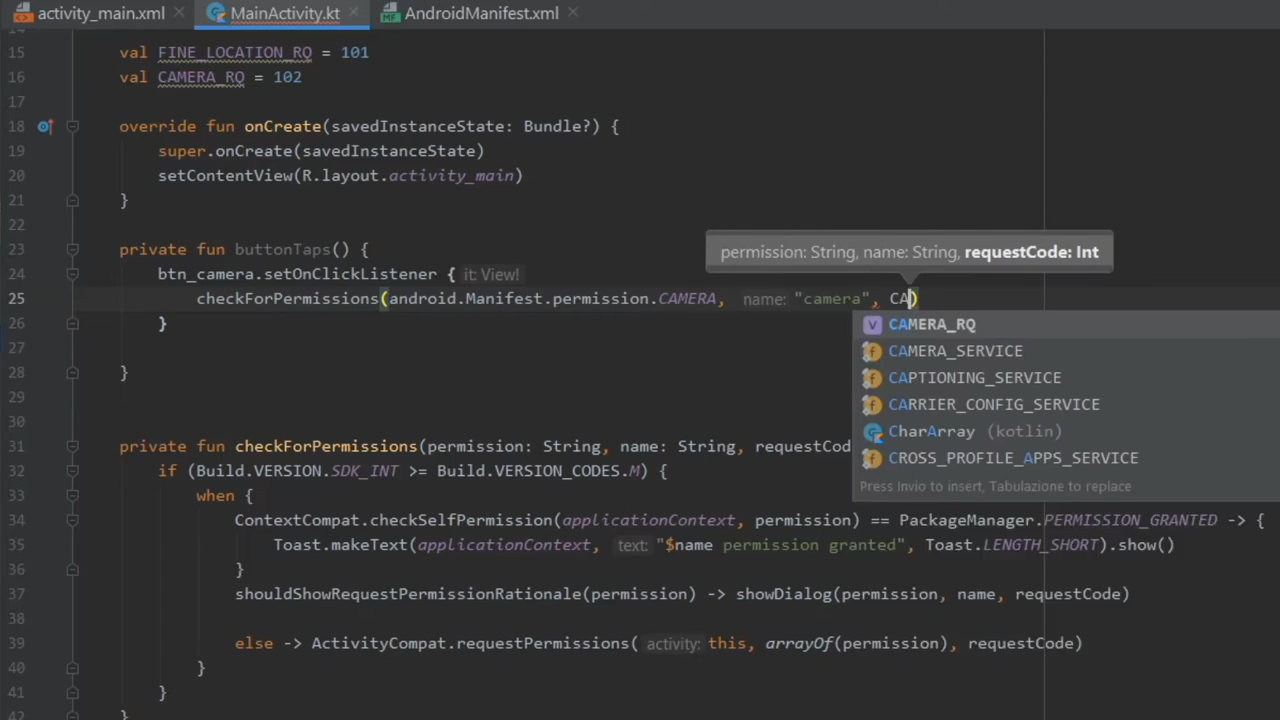 activity_main.xml MainActivity.kt AndroidManifest.xml
15 val FINE_LOCATION_RQ = 101
16 val CAMERA_RQ = 102
17
18 override fun onCreate(savedInstanceState: Bundle?) {
19 super.onCreate(savedInstanceState)
20 setContentView(R.layout.activity_main)
21 }
22
23 private fun buttonTaps() {
permission: String, name: String, requestCode: Int
24 btn_camera.setOnClickListener { it: View!
25 checkForPermissions(android.Manifest.permission.CAMERA, name: "camera", CA)
26 }
CAMERA_RQ
CAMERA_SERVICE
CAPTIONING_SERVICE
CARRIER_CONFIG_SERVICE
CharArray (kotlin)
CROSS_PROFILE_APPS_SERVICE
Press Invio to insert, Tabulazione to replace
27
28 }
29
30
31 private fun checkForPermissions(permission: String, name: String, requestCod
32 if (Build.VERSION.SDK_INT >= Build.VERSION_CODES.M) {
33 when {
34 ContextCompat.checkSelfPermission(applicationContext, permission) == PackageManager.PERMISSION_GRANTED -> {
35 Toast.makeText(applicationContext, text: "$name permission granted", Toast.LENGTH_SHORT).show()
36 }
37 shouldShowRequestPermissionRationale(permission) -> showDialog(permission, name, requestCode)
38
39 else -> ActivityCompat.requestPermissions( activity: this, arrayOf(permission), requestCode)
40 }
41 }
42 }